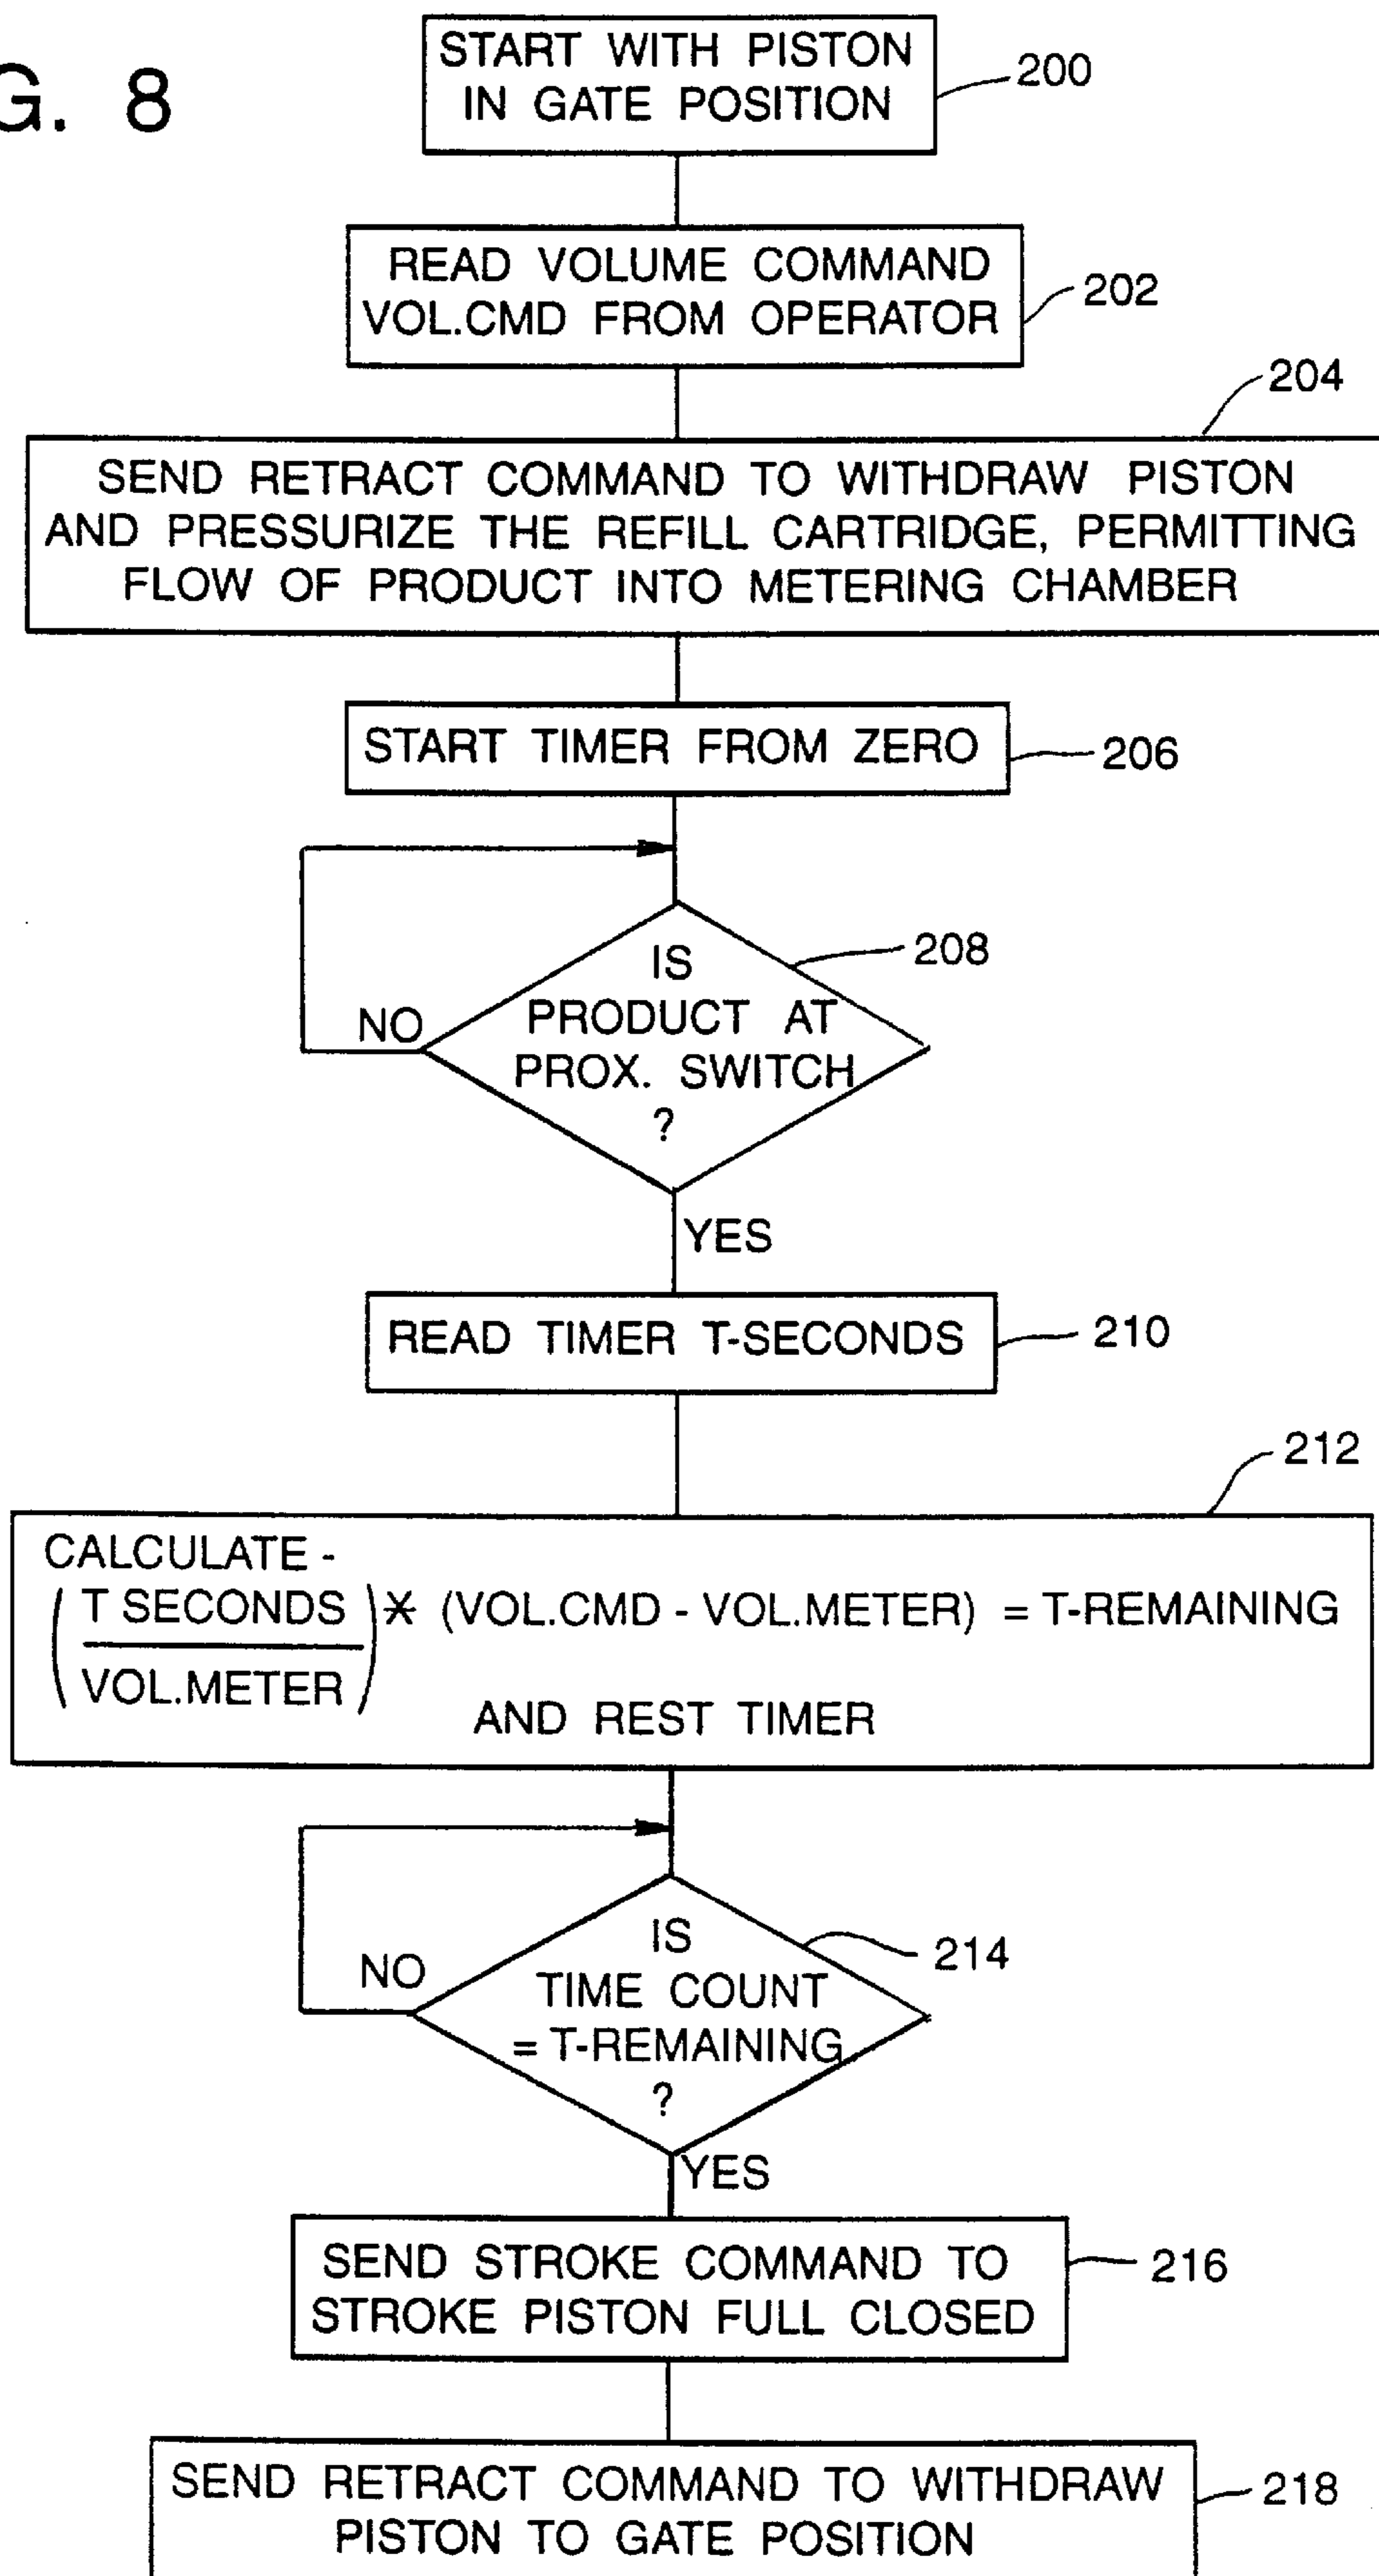 G. 8
START WITH PISTON
IN GATE POSITION
200
READ VOLUME COMMAND
VOL.CMD FROM OPERATOR
202
204
SEND RETRACT COMMAND TO WITHDRAW PISTON
AND PRESSURIZE THE REFILL CARTRIDGE, PERMITTING
FLOW OF PRODUCT INTO METERING CHAMBER
START TIMER FROM ZERO
206
IS
PRODUCT AT
PROX. SWITCH
?
208
NO
YES
READ TIMER T-SECONDS
210
212
CALCULATE -
( T SECONDS / VOL.METER ) * (VOL.CMD - VOL.METER) = T-REMAINING
AND REST TIMER
IS
TIME COUNT
= T-REMAINING
?
214
NO
YES
SEND STROKE COMMAND TO
STROKE PISTON FULL CLOSED
216
SEND RETRACT COMMAND TO WITHDRAW
PISTON TO GATE POSITION
218